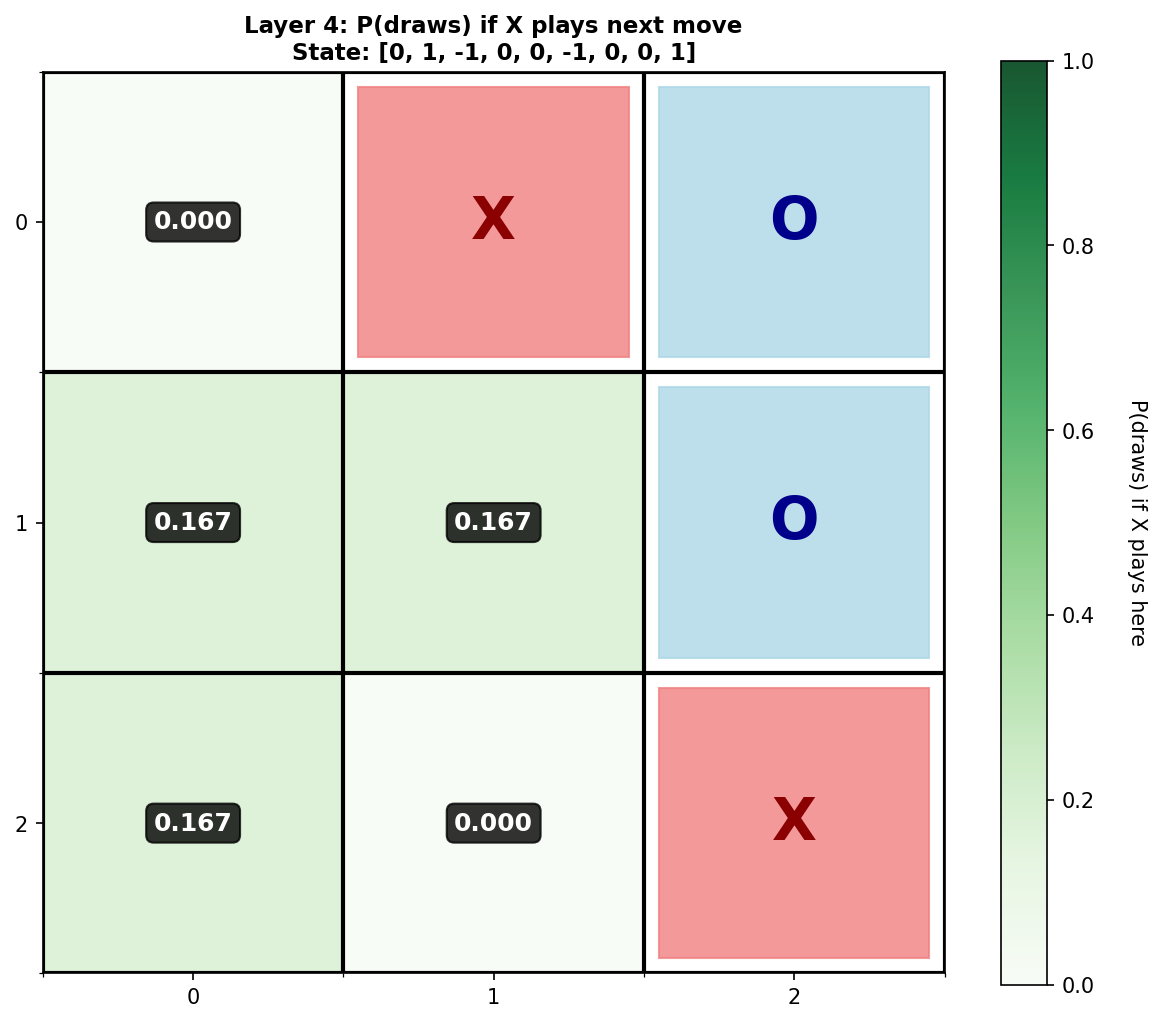 Layer 4: P(draws) if X plays next move
State: [0, 1, -1, 0, 0, -1, 0, 0, 1]
0.000
X
O
0.167
0.167
O
0.167
0.000
X
0
1
2
0
1
2
1.0
0.8
0.6
0.4
0.2
0.0
P(draws) if X plays here